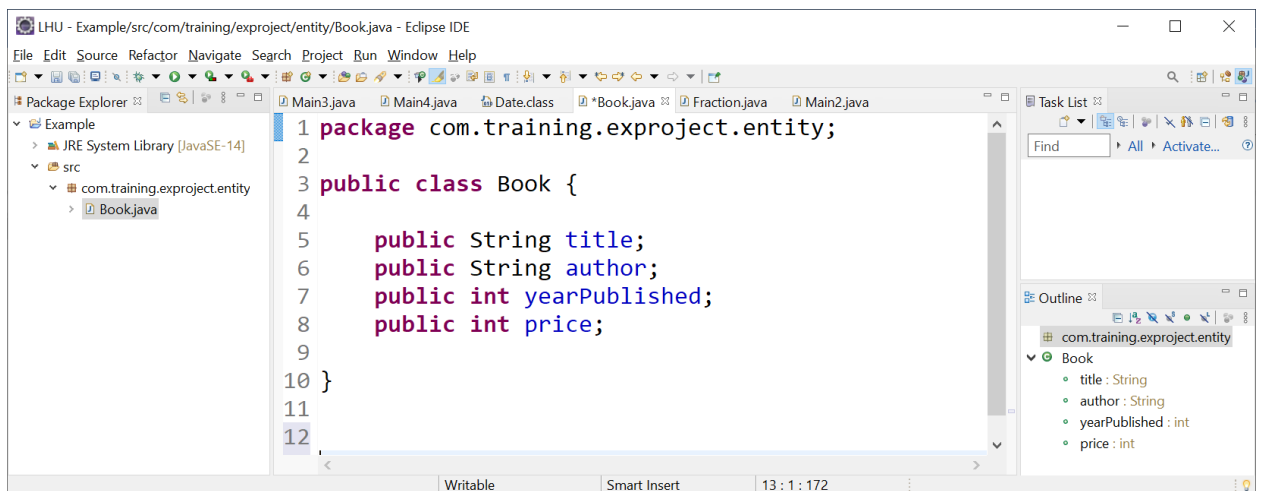 LHU - Example/src/com/training/exproject/entity/Book.java - Eclipse IDE
File Edit Source Refactor Navigate Search Project Run Window Help
Package Explorer
Example
JRE System Library [JavaSE-14]
src
com.training.exproject.entity
Book.java
Main3.java Main4.java Date.class *Book.java Fraction.java Main2.java
1 package com.training.exproject.entity;
2
3 public class Book {
4
5 public String title;
6 public String author;
7 public int yearPublished;
8 public int price;
9
10 }
11
12
Task List
Find All Activate...
Outline
com.training.exproject.entity
Book
title : String
author : String
yearPublished : int
price : int
Writable Smart Insert 13 : 1 : 172